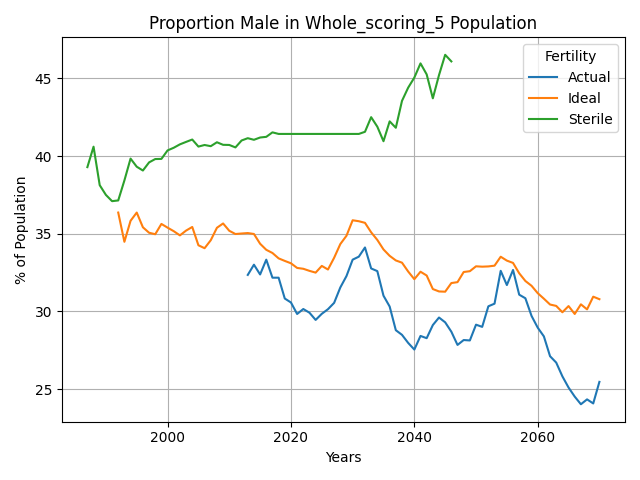 Proportion Male in Whole_scoring_5 Population
Fertility
Actual
Ideal
Sterile
% of Population
45
40
35
30
25
2000 2020 2040 2060
Years